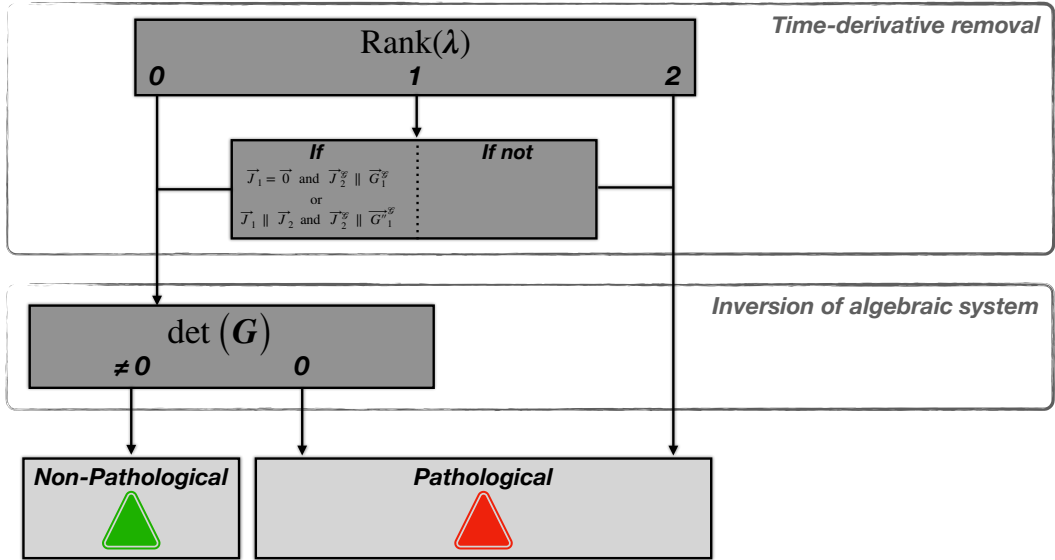 Time-derivative removal
Rank(λ)
0 1 2
If If not
J⃗₁ = 0⃗ and J⃗₂^𝒢 ∥ G⃗₁^𝒢
or
J⃗₁ ∥ J⃗₂ and J⃗₂^𝒢 ∥ G⃗″₁^𝒢
Inversion of algebraic system
det (G)
≠0 0
Non-Pathological Pathological